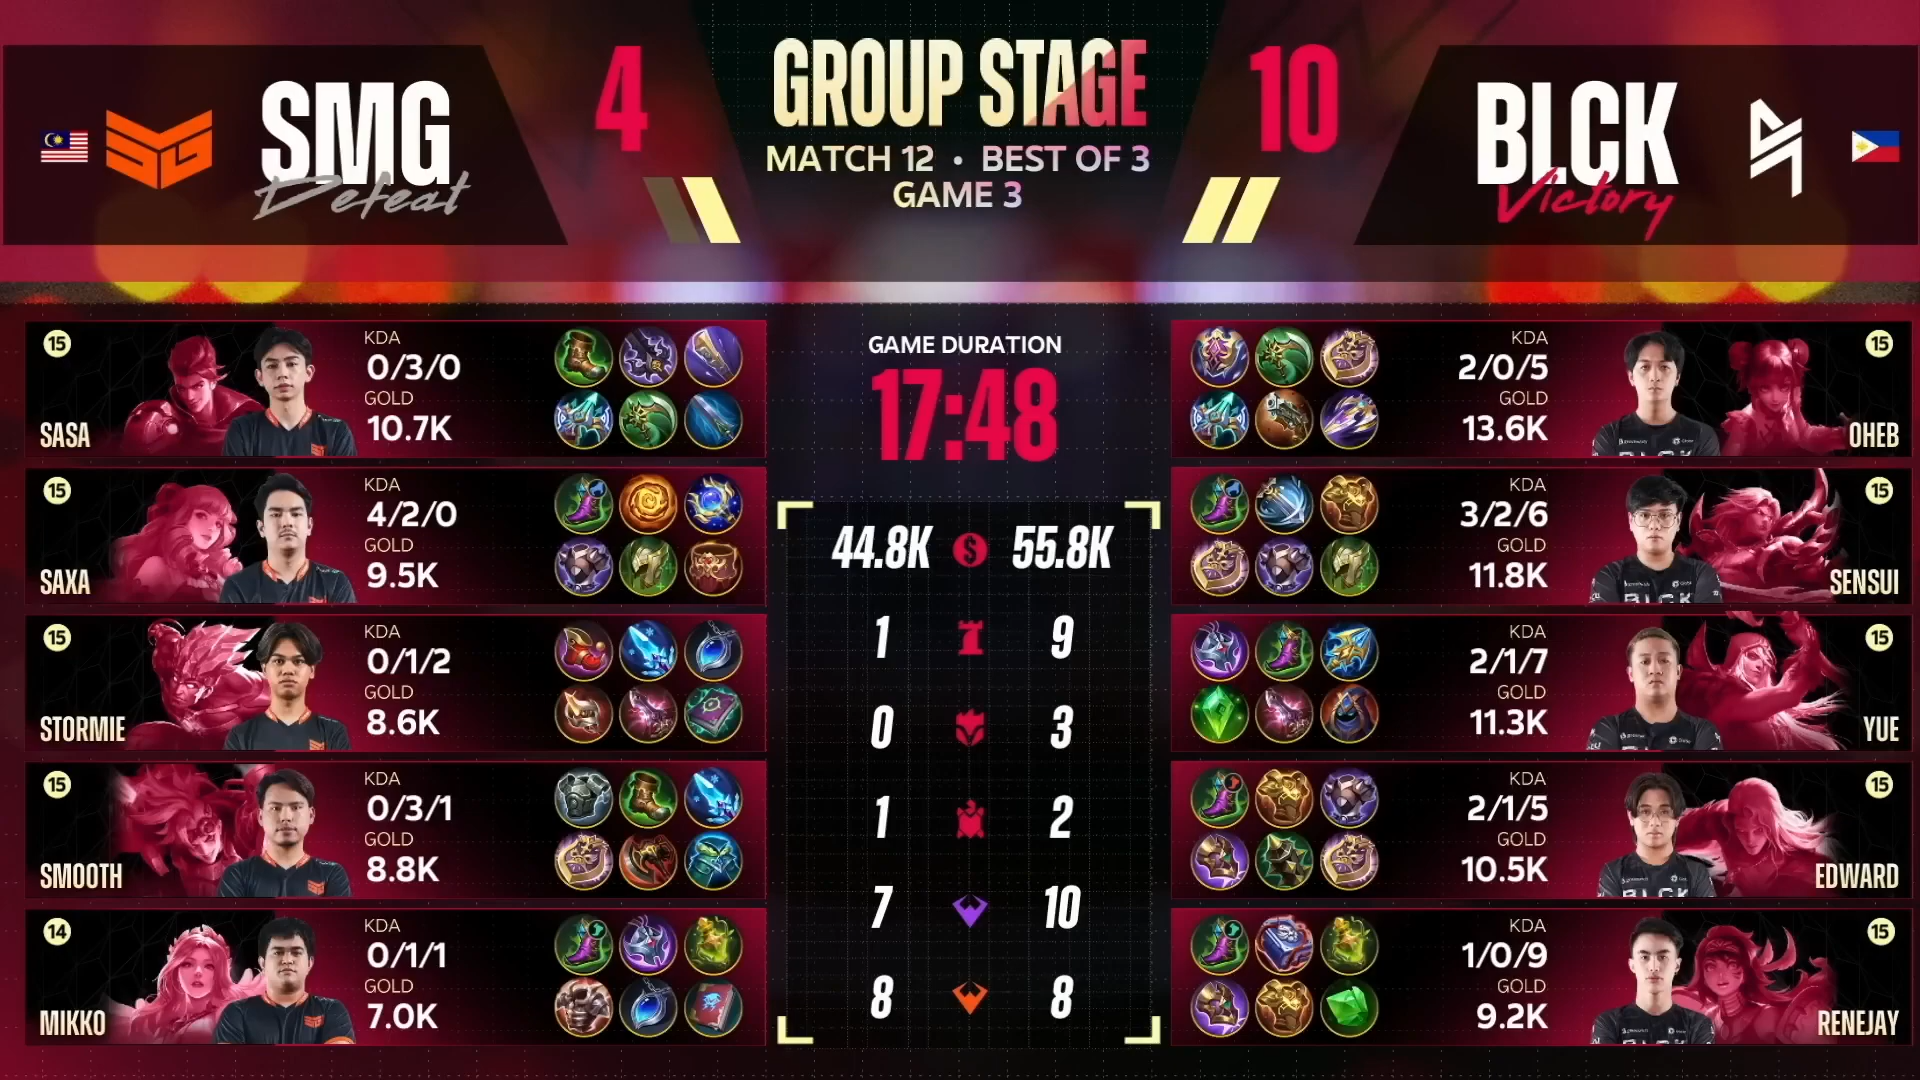 SMG
Defeat
4
GROUP STAGE
MATCH 12 • BEST OF 3
GAME 3
10
BLCK
Victory
15
SASA
KDA
0/3/0
GOLD
10.7K
15
SAXA
KDA
4/2/0
GOLD
9.5K
15
STORMIE
KDA
0/1/2
GOLD
8.6K
15
SMOOTH
KDA
0/3/1
GOLD
8.8K
14
MIKKO
KDA
0/1/1
GOLD
7.0K
GAME DURATION
17:48
44.8K 55.8K
1 9
0 3
1 2
7 10
8 8
KDA
2/0/5
GOLD
13.6K
15
OHEB
KDA
3/2/6
GOLD
11.8K
15
SENSUI
KDA
2/1/7
GOLD
11.3K
15
YUE
KDA
2/1/5
GOLD
10.5K
15
EDWARD
KDA
1/0/9
GOLD
9.2K
15
RENEJAY